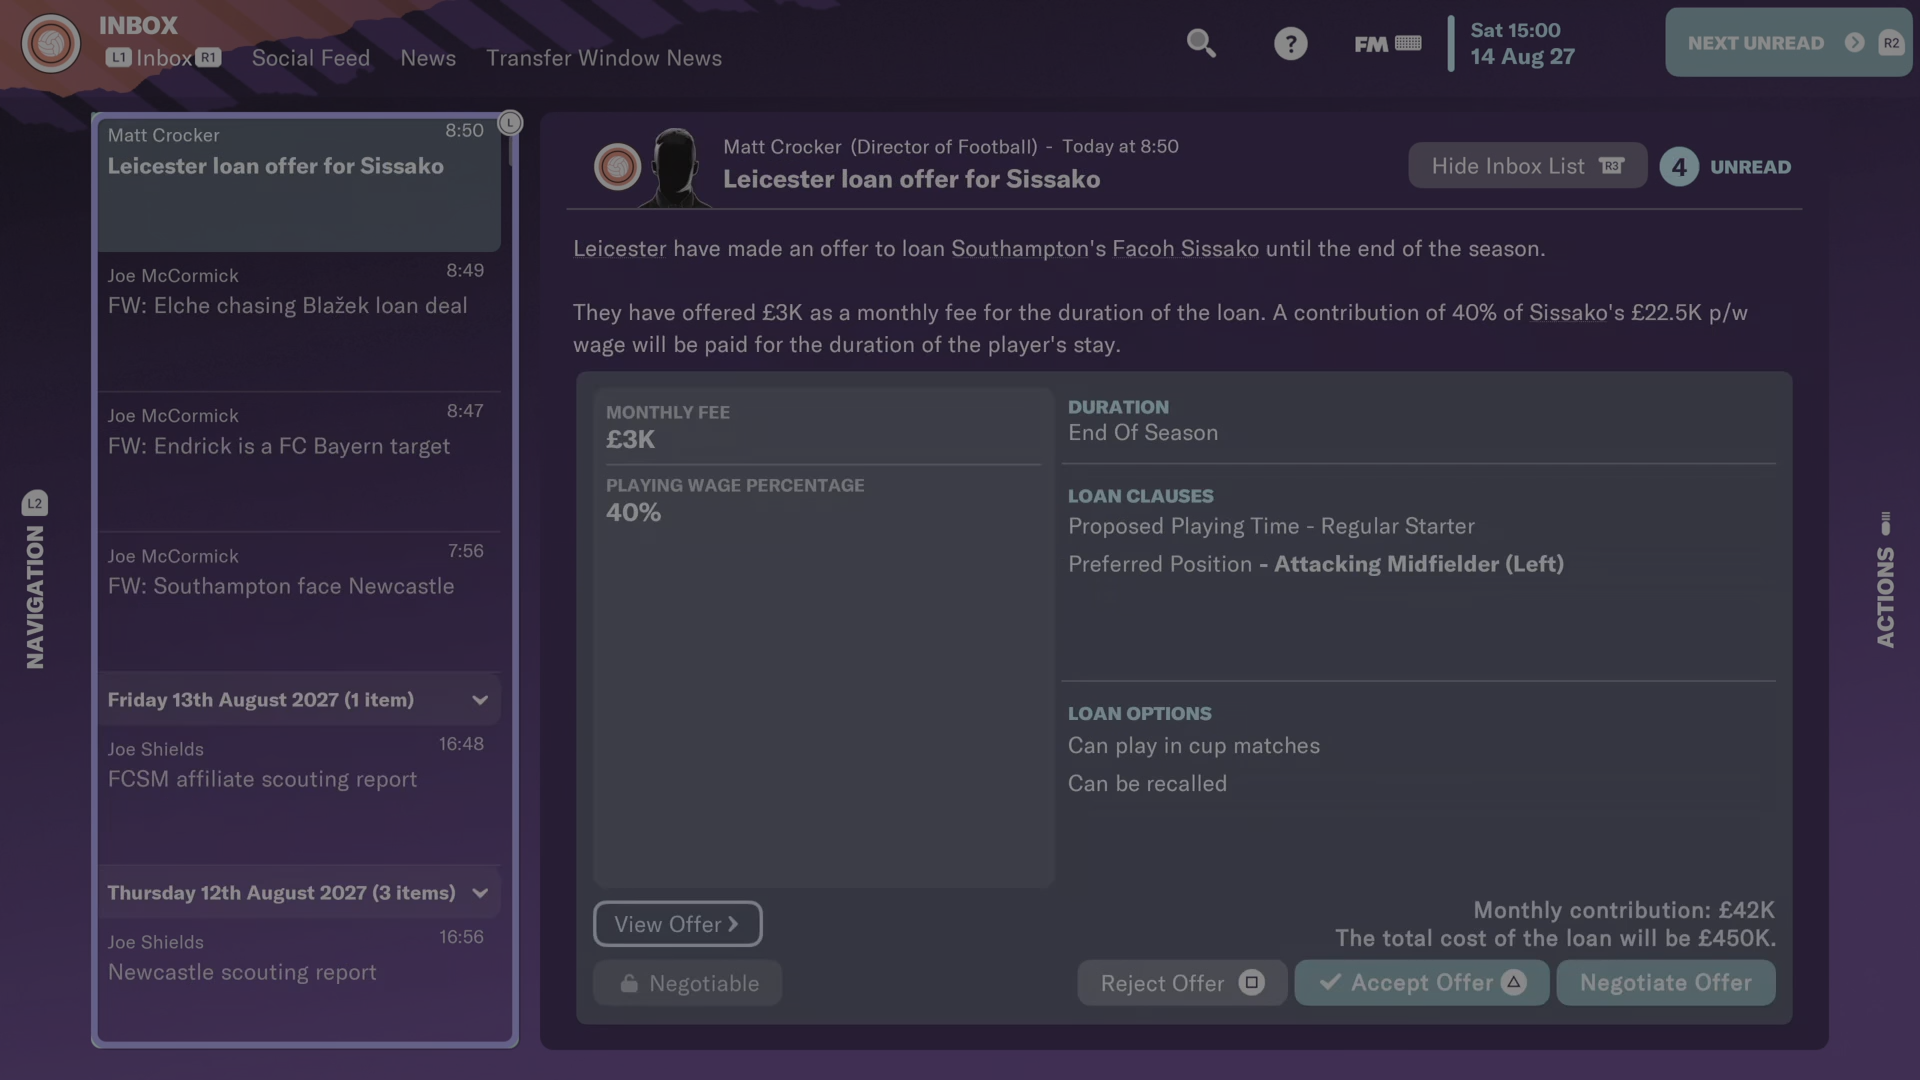 INBOX
L1 Inbox R1 Social Feed News Transfer Window News
? FM
Sat 15:00
14 Aug 27
NEXT UNREAD R2
Matt Crocker 8:50
Leicester loan offer for Sissako
L
Joe McCormick 8:49
FW: Elche chasing Blažek loan deal
Joe McCormick 8:47
FW: Endrick is a FC Bayern target
Joe McCormick 7:56
FW: Southampton face Newcastle
Friday 13th August 2027 (1 item)
Joe Shields 16:48
FCSM affiliate scouting report
Thursday 12th August 2027 (3 items)
Joe Shields 16:56
Newcastle scouting report
L2
NAVIGATION
Matt Crocker (Director of Football) - Today at 8:50
Leicester loan offer for Sissako
Hide Inbox List R3
4 UNREAD
Leicester have made an offer to loan Southampton's Facoh Sissako until the end of the season.
They have offered £3K as a monthly fee for the duration of the loan. A contribution of 40% of Sissako's £22.5K p/w
wage will be paid for the duration of the player's stay.
MONTHLY FEE
£3K
PLAYING WAGE PERCENTAGE
40%
DURATION
End Of Season
LOAN CLAUSES
Proposed Playing Time - Regular Starter
Preferred Position - Attacking Midfielder (Left)
LOAN OPTIONS
Can play in cup matches
Can be recalled
View Offer
Monthly contribution: £42K
The total cost of the loan will be £450K.
Negotiable
Reject Offer
Accept Offer
Negotiate Offer
ACTIONS